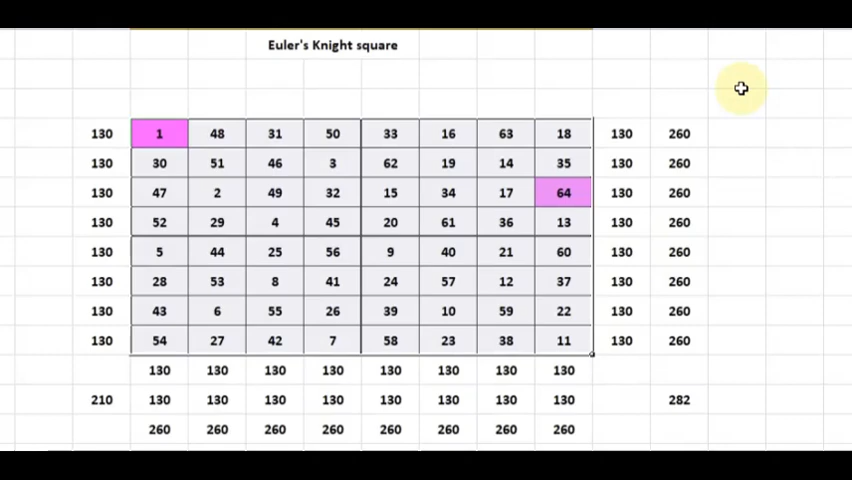 Euler's Knight square
130 1 48 31 50 33 16 63 18 130 260
130 30 51 46 3 62 19 14 35 130 260
130 47 2 49 32 15 34 17 64 130 260
130 52 29 4 45 20 61 36 13 130 260
130 5 44 25 56 9 40 21 60 130 260
130 28 53 8 41 24 57 12 37 130 260
130 43 6 55 26 39 10 59 22 130 260
130 54 27 42 7 58 23 38 11 130 260
130 130 130 130 130 130 130 130
210 130 130 130 130 130 130 130 130 282
260 260 260 260 260 260 260 260